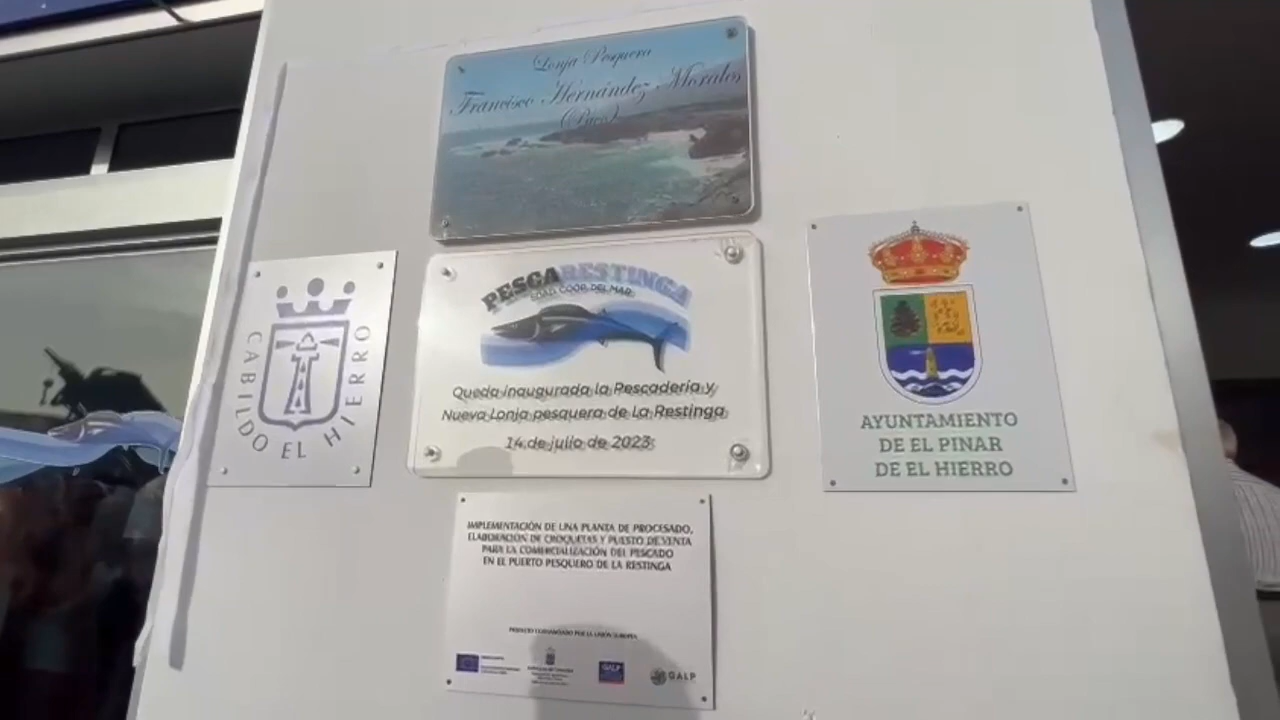 Lonja Pesquera
Francisco Hernández Morales
(Paco)
CABILDO EL HIERRO
PESCARESTINGA
SDAD. COOP. DEL MAR
Queda inaugurada la Pescadería y
Nueva Lonja pesquera de La Restinga
14 de julio de 2023
AYUNTAMIENTO
DE EL PINAR
DE EL HIERRO
IMPLEMENTACIÓN DE UNA PLANTA DE PROCESADO,
ELABORACIÓN DE CROQUETAS Y PUESTO DE VENTA
PARA LA COMERCIALIZACIÓN DEL PESCADO
EN EL PUERTO PESQUERO DE LA RESTINGA
PROYECTO COFINANCIADO POR LA UNIÓN EUROPEA
GALP
GALP